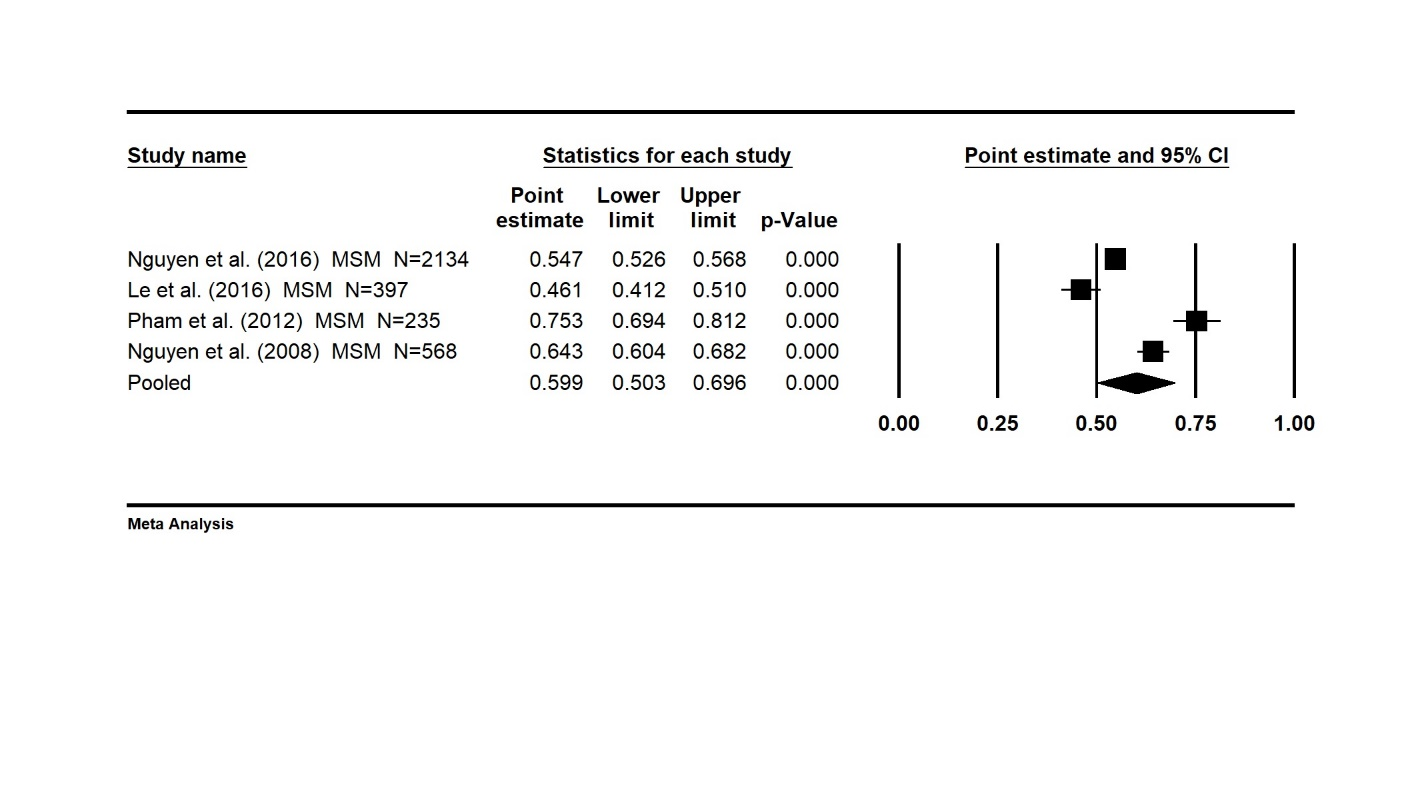 Study name Statistics for each study Point estimate and 95% CI
Point Lower Upper
estimate limit limit p-Value
Nguyen et al. (2016) MSM N=2134 0.547 0.526 0.568 0.000
Le et al. (2016) MSM N=397 0.461 0.412 0.510 0.000
Pham et al. (2012) MSM N=235 0.753 0.694 0.812 0.000
Nguyen et al. (2008) MSM N=568 0.643 0.604 0.682 0.000
Pooled 0.599 0.503 0.696 0.000
0.00 0.25 0.50 0.75 1.00
Meta Analysis